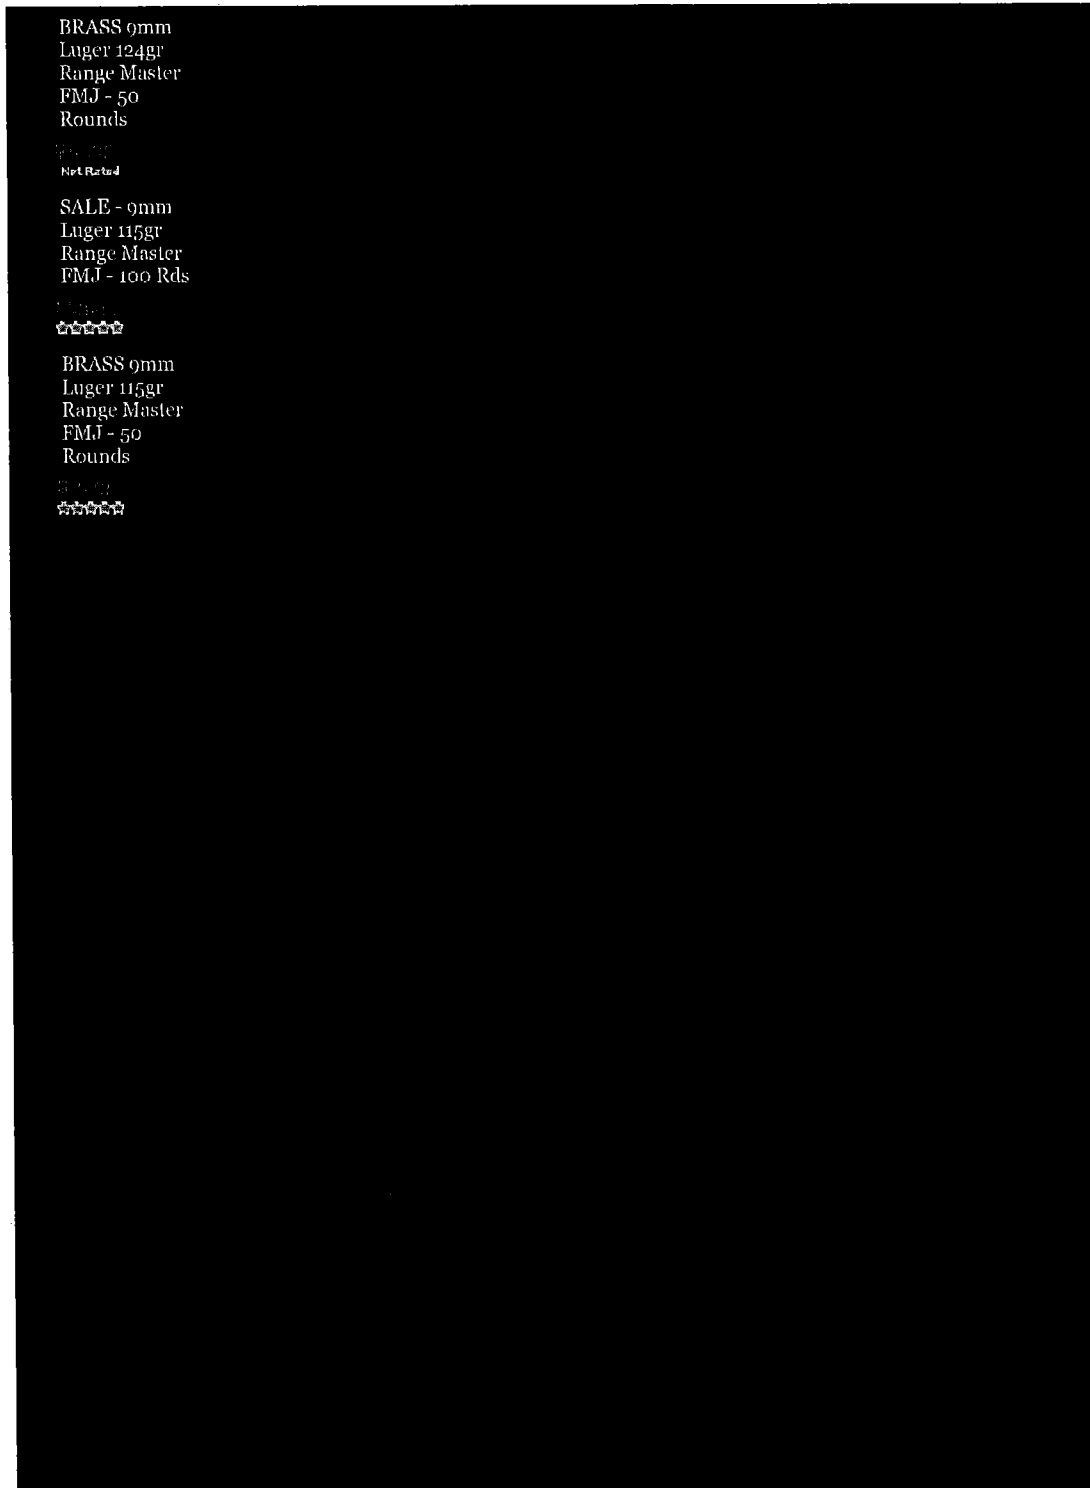 BRASS 9mm
Luger 124gr
Range Master
FMJ - 50
Rounds
Not Rated
SALE - 9mm
Luger 115gr
Range Master
FMJ - 100 Rds
BRASS 9mm
Luger 115gr
Range Master
FMJ - 50
Rounds